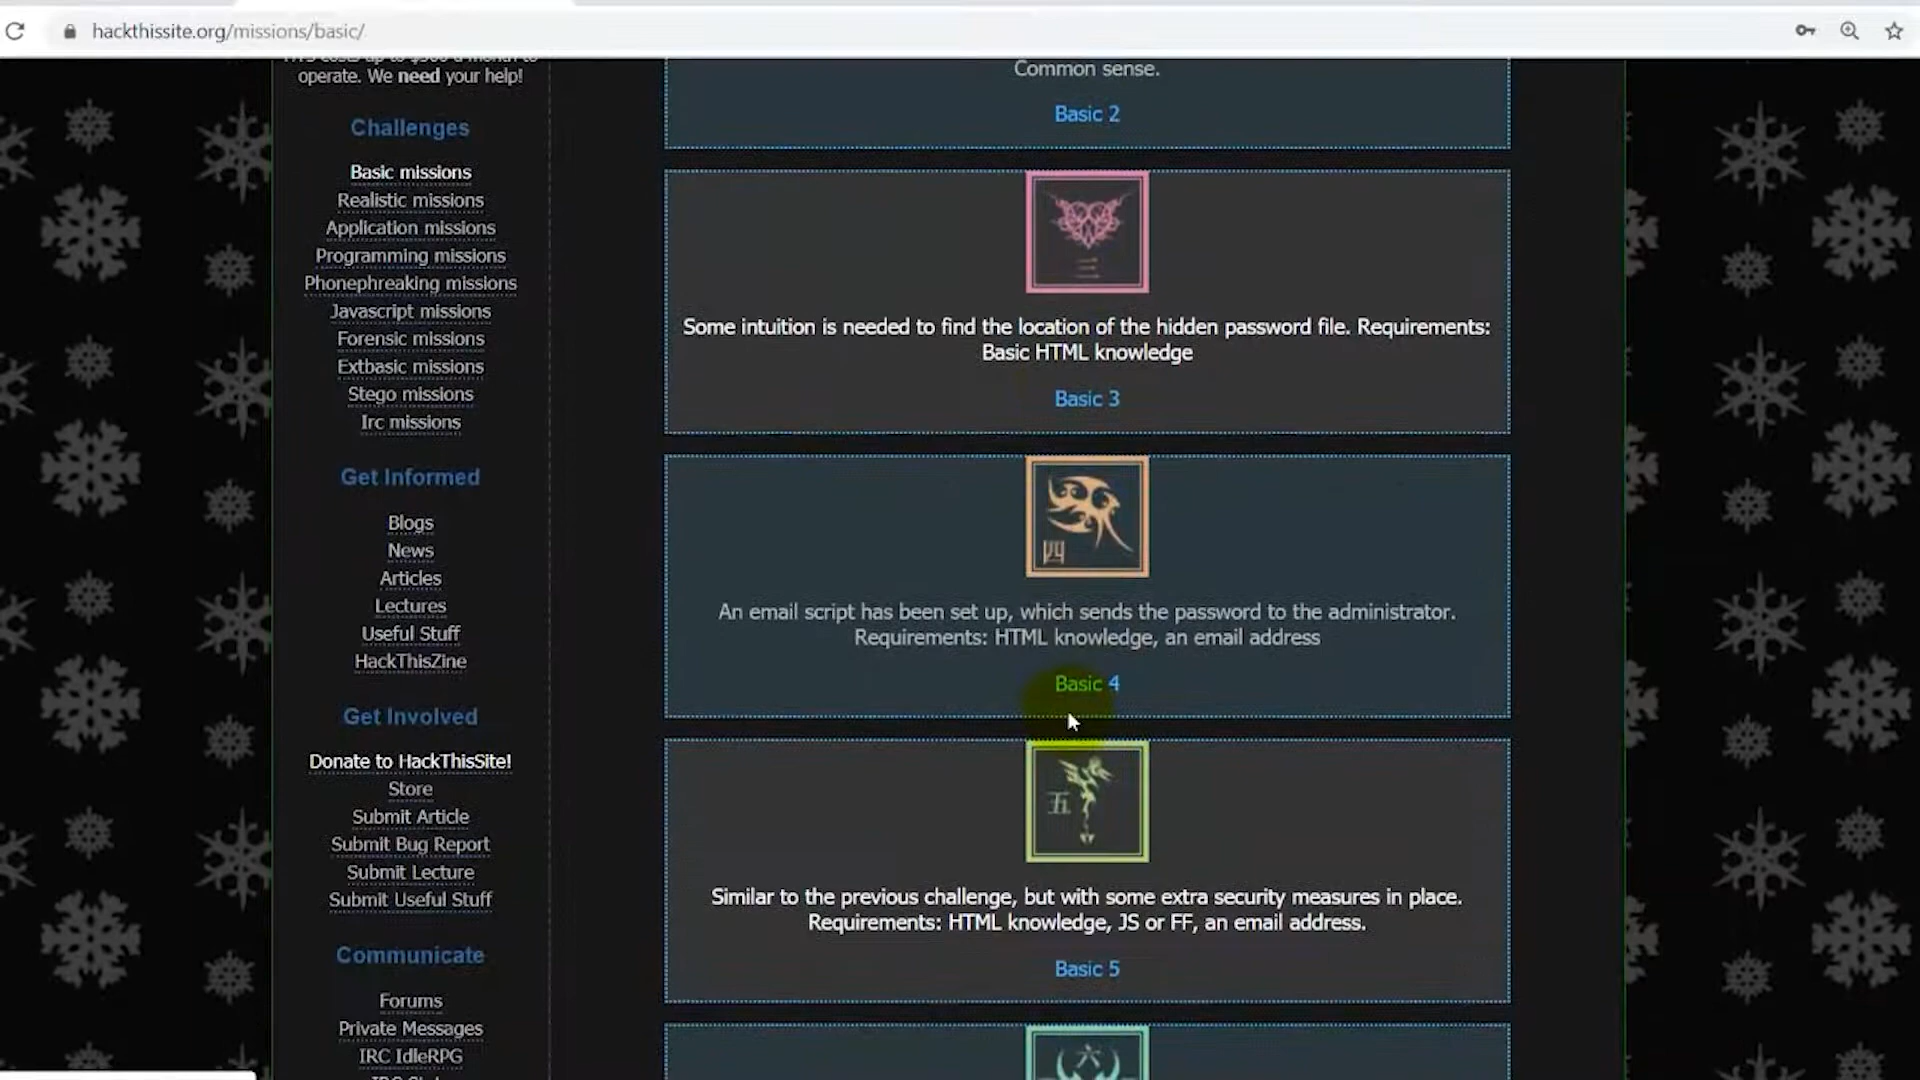 hackthissite.org/missions/basic/
operate. We need your help!
Challenges
Basic missions
Realistic missions
Application missions
Programming missions
Phonephreaking missions
Javascript missions
Forensic missions
Extbasic missions
Stego missions
Irc missions
Get Informed
Blogs
News
Articles
Lectures
Useful Stuff
HackThisZine
Get Involved
Donate to HackThisSite!
Store
Submit Article
Submit Bug Report
Submit Lecture
Submit Useful Stuff
Communicate
Forums
Private Messages
IRC IdleRPG
Common sense.
Basic 2
三
Some intuition is needed to find the location of the hidden password file. Requirements:
Basic HTML knowledge
Basic 3
四
An email script has been set up, which sends the password to the administrator.
Requirements: HTML knowledge, an email address
Basic 4
五
Similar to the previous challenge, but with some extra security measures in place.
Requirements: HTML knowledge, JS or FF, an email address.
Basic 5
六